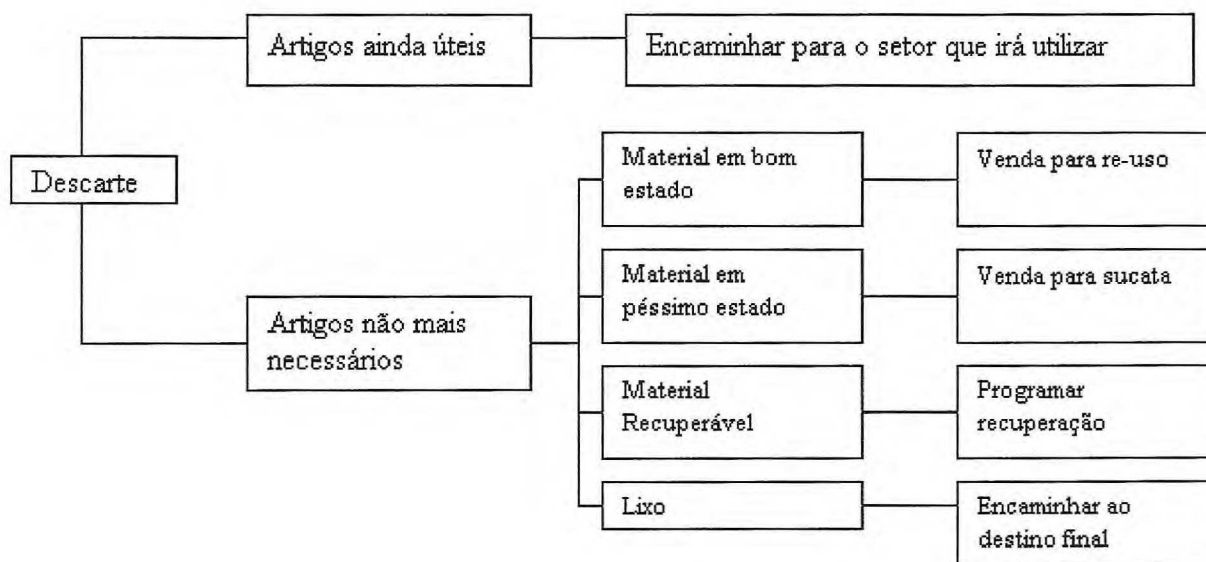 Artigos ainda úteis
Encaminhar para o setor que irá utilizar
Descarte
Artigos não mais
necessários
Material em bom
estado
Venda para re-uso
Material em
péssimo estado
Venda para sucata
Material
Recuperável
Programar
recuperação
Lixo
Encaminhar ao
destino final